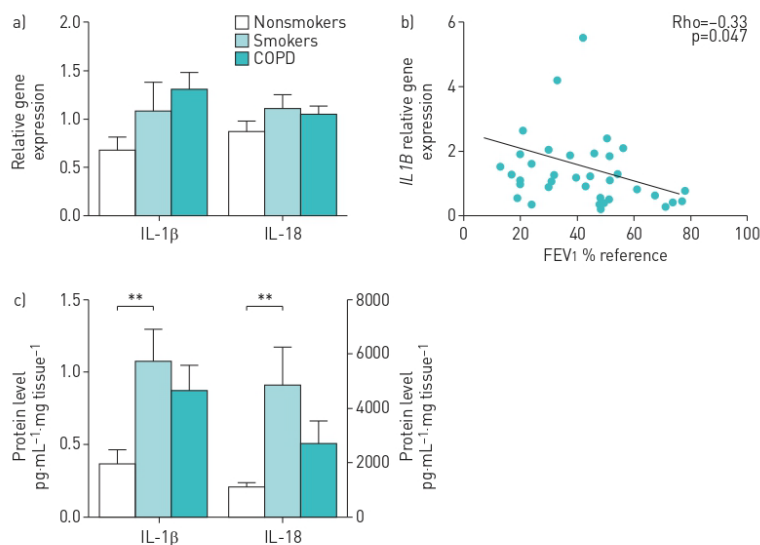 a)
2.0
1.5
1.0
0.5
0.0
Relative gene
expression
Nonsmokers
Smokers
COPD
IL-1β
IL-18
b)
6
4
2
0
IL1B relative gene
expression
Rho=–0.33
p=0.047
0 20 40 60 80 100
FEV1 % reference
c)
1.5
1.0
0.5
0.0
Protein level
pg·mL–1·mg tissue–1
**
**
8000
6000
4000
2000
0
Protein level
pg·mL–1·mg tissue–1
IL-1β
IL-18